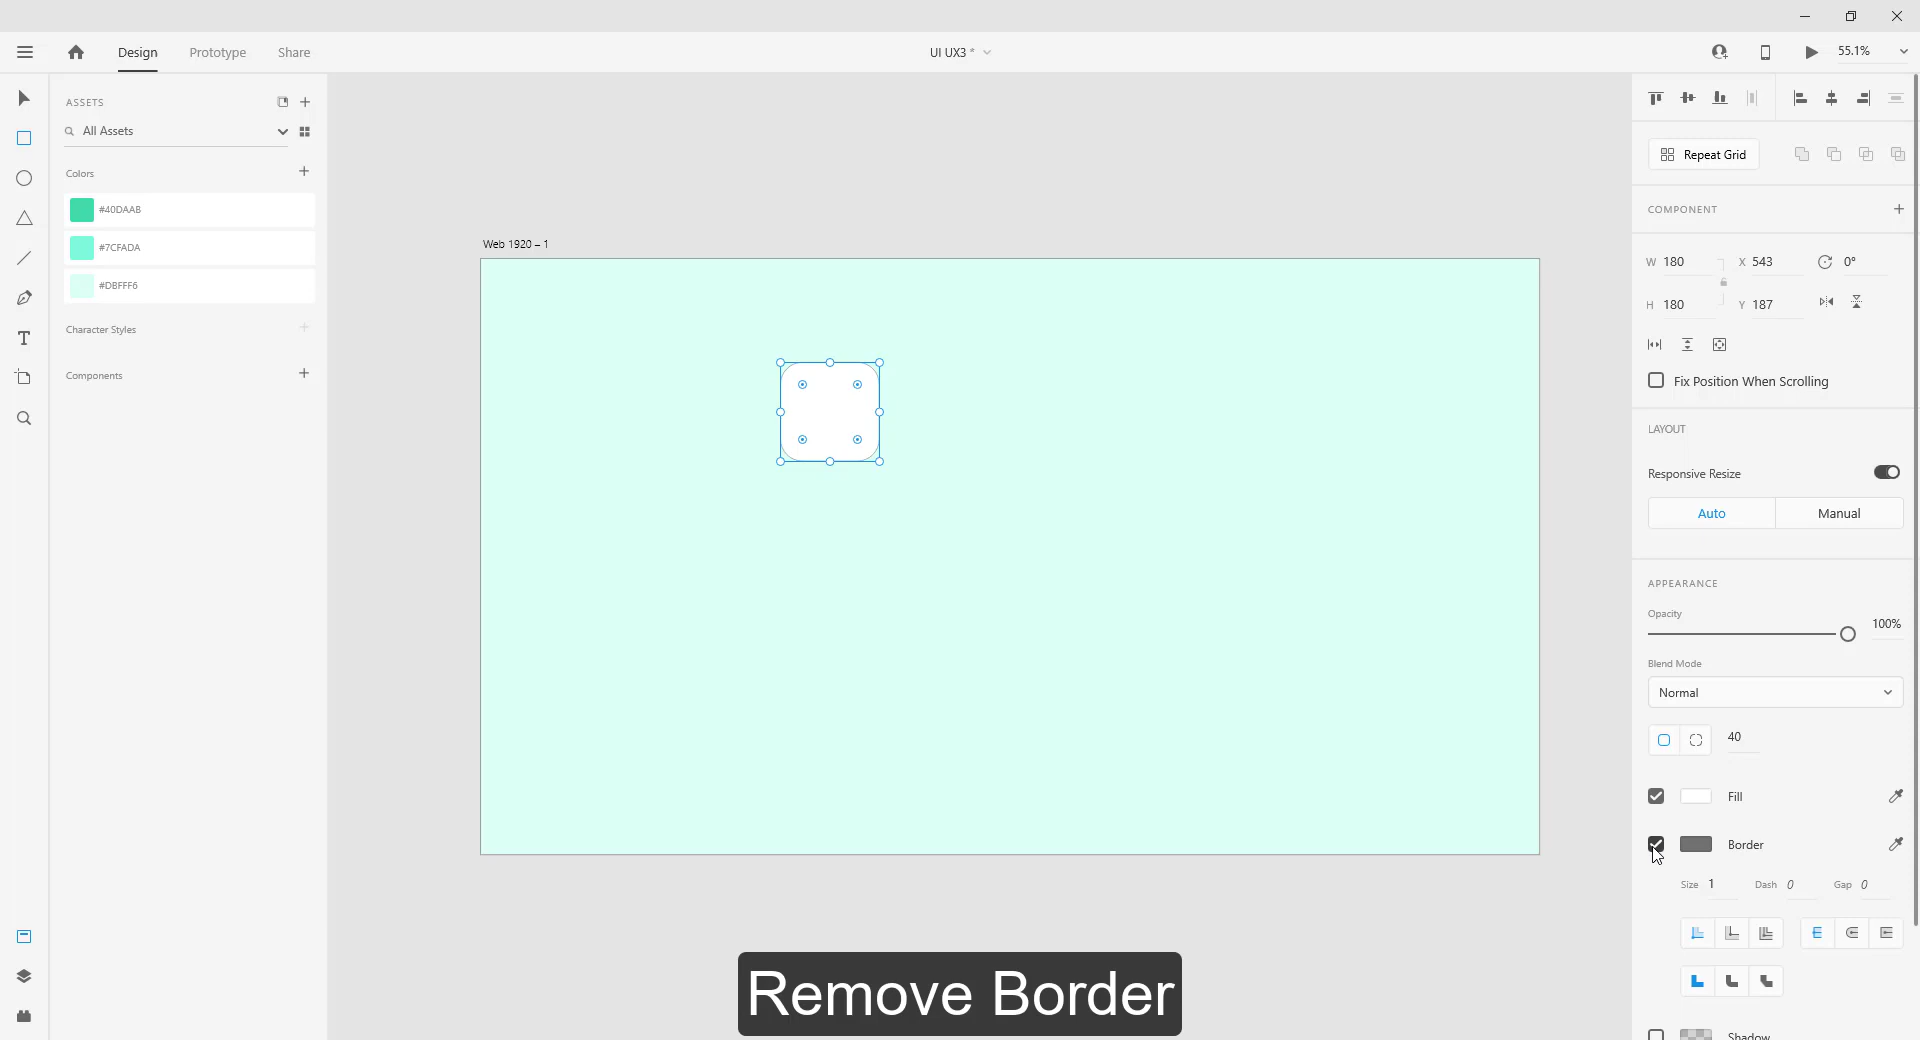 Design
Prototype
Share
UI UX3 *
55.1%
ASSETS
All Assets
Colors
#40DAAB
#7CFADA
#DBFFF6
Character Styles
Components
Web 1920 – 1
Repeat Grid
COMPONENT
W 180
X 543
0°
H 180
Y 187
Fix Position When Scrolling
LAYOUT
Responsive Resize
Auto
Manual
APPEARANCE
Opacity
100%
Blend Mode
Normal
40
Fill
Border
Size 1
Dash 0
Gap 0
Shadow
Remove Border